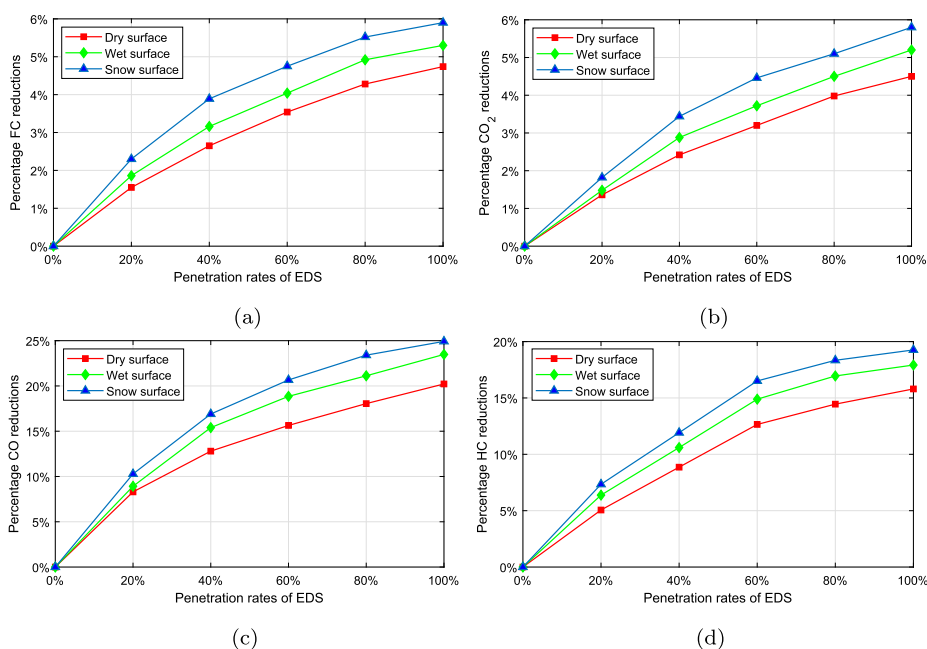 6%
5%
4%
3%
2%
1%
0%
Percentage FC reductions
Dry surface
Wet surface
Snow surface
0%
20%
40%
60%
80%
100%
Penetration rates of EDS
(a)
6%
5%
4%
3%
2%
1%
0%
Percentage CO2 reductions
Dry surface
Wet surface
Snow surface
0%
20%
40%
60%
80%
100%
Penetration rates of EDS
(b)
25%
20%
15%
10%
5%
0%
Percentage CO reductions
Dry surface
Wet surface
Snow surface
0%
20%
40%
60%
80%
100%
Penetration rates of EDS
(c)
20%
15%
10%
5%
0%
Percentage HC reductions
Dry surface
Wet surface
Snow surface
0%
20%
40%
60%
80%
100%
Penetration rates of EDS
(d)